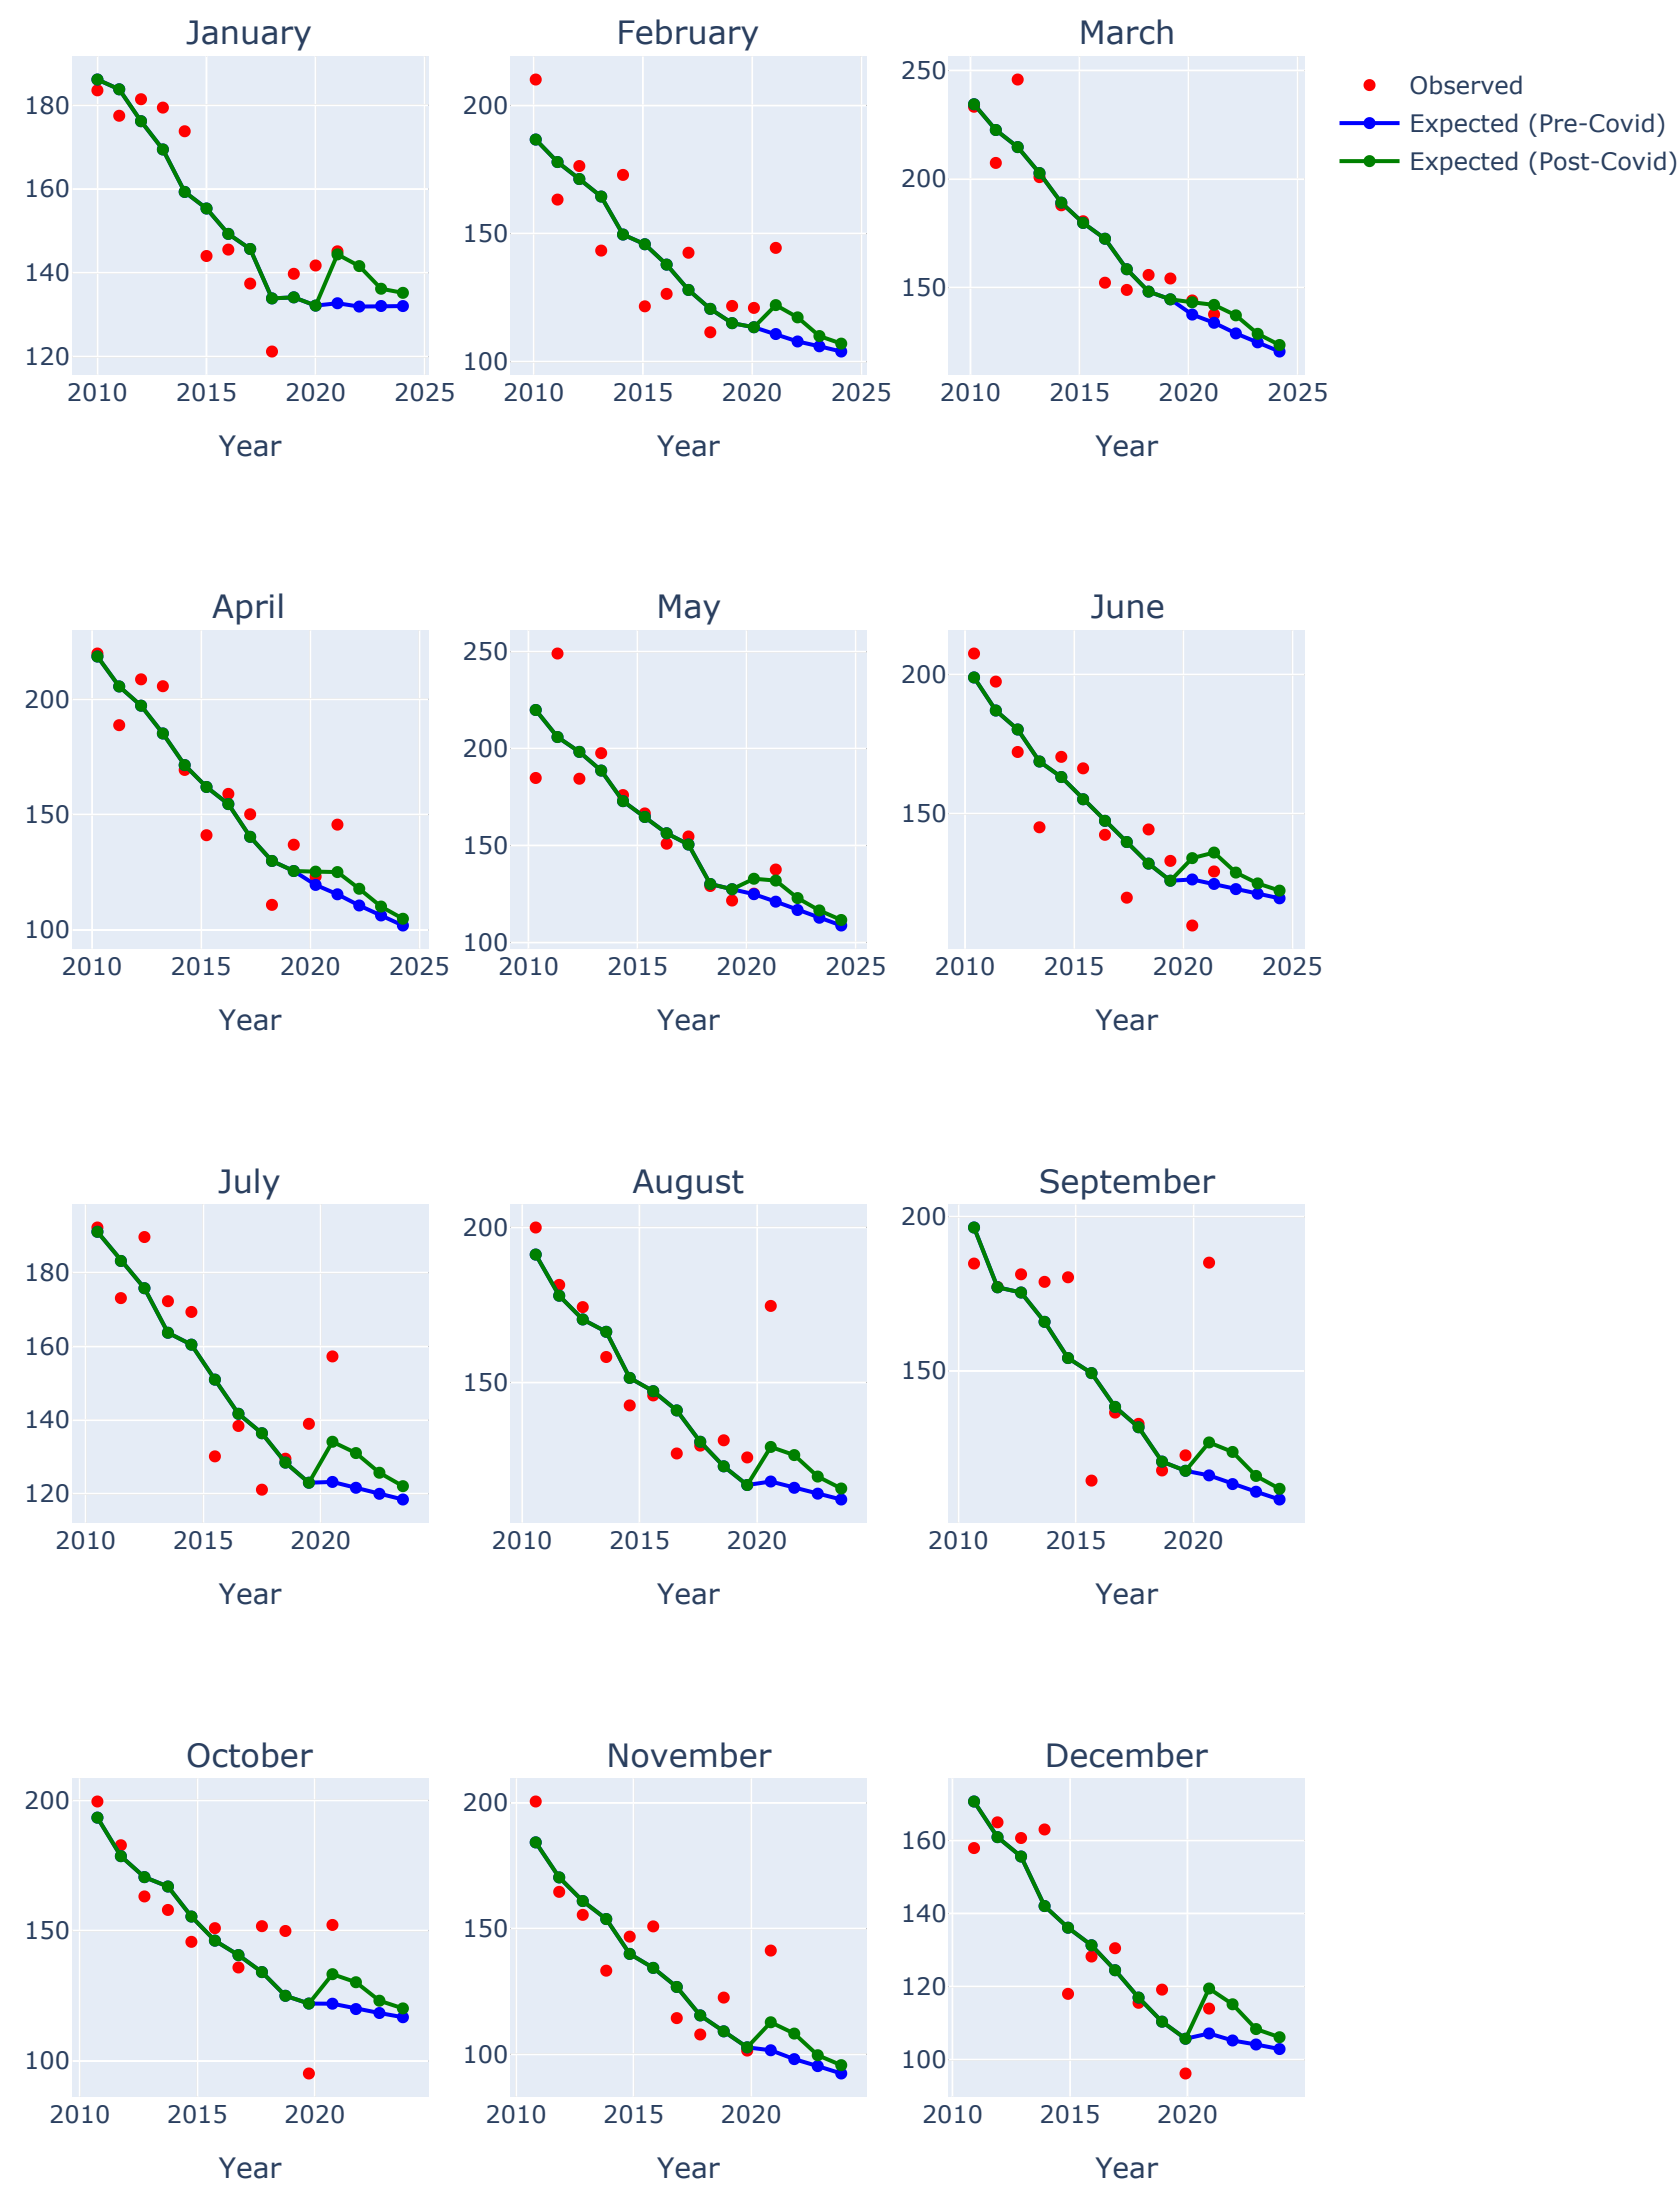 January February March
Observed
Expected (Pre-Covid)
Expected (Post-Covid)
180
160
140
120
2010 2015 2020 2025
Year
200
150
100
2010 2015 2020 2025
Year
250
200
150
2010 2015 2020 2025
Year
April May June
200
150
100
2010 2015 2020 2025
Year
250
200
150
100
2010 2015 2020 2025
Year
200
150
2010 2015 2020 2025
Year
July August September
180
160
140
120
2010 2015 2020
Year
200
150
2010 2015 2020
Year
200
150
2010 2015 2020
Year
October November December
200
150
100
2010 2015 2020
Year
200
150
100
2010 2015 2020
Year
160
140
120
100
2010 2015 2020
Year